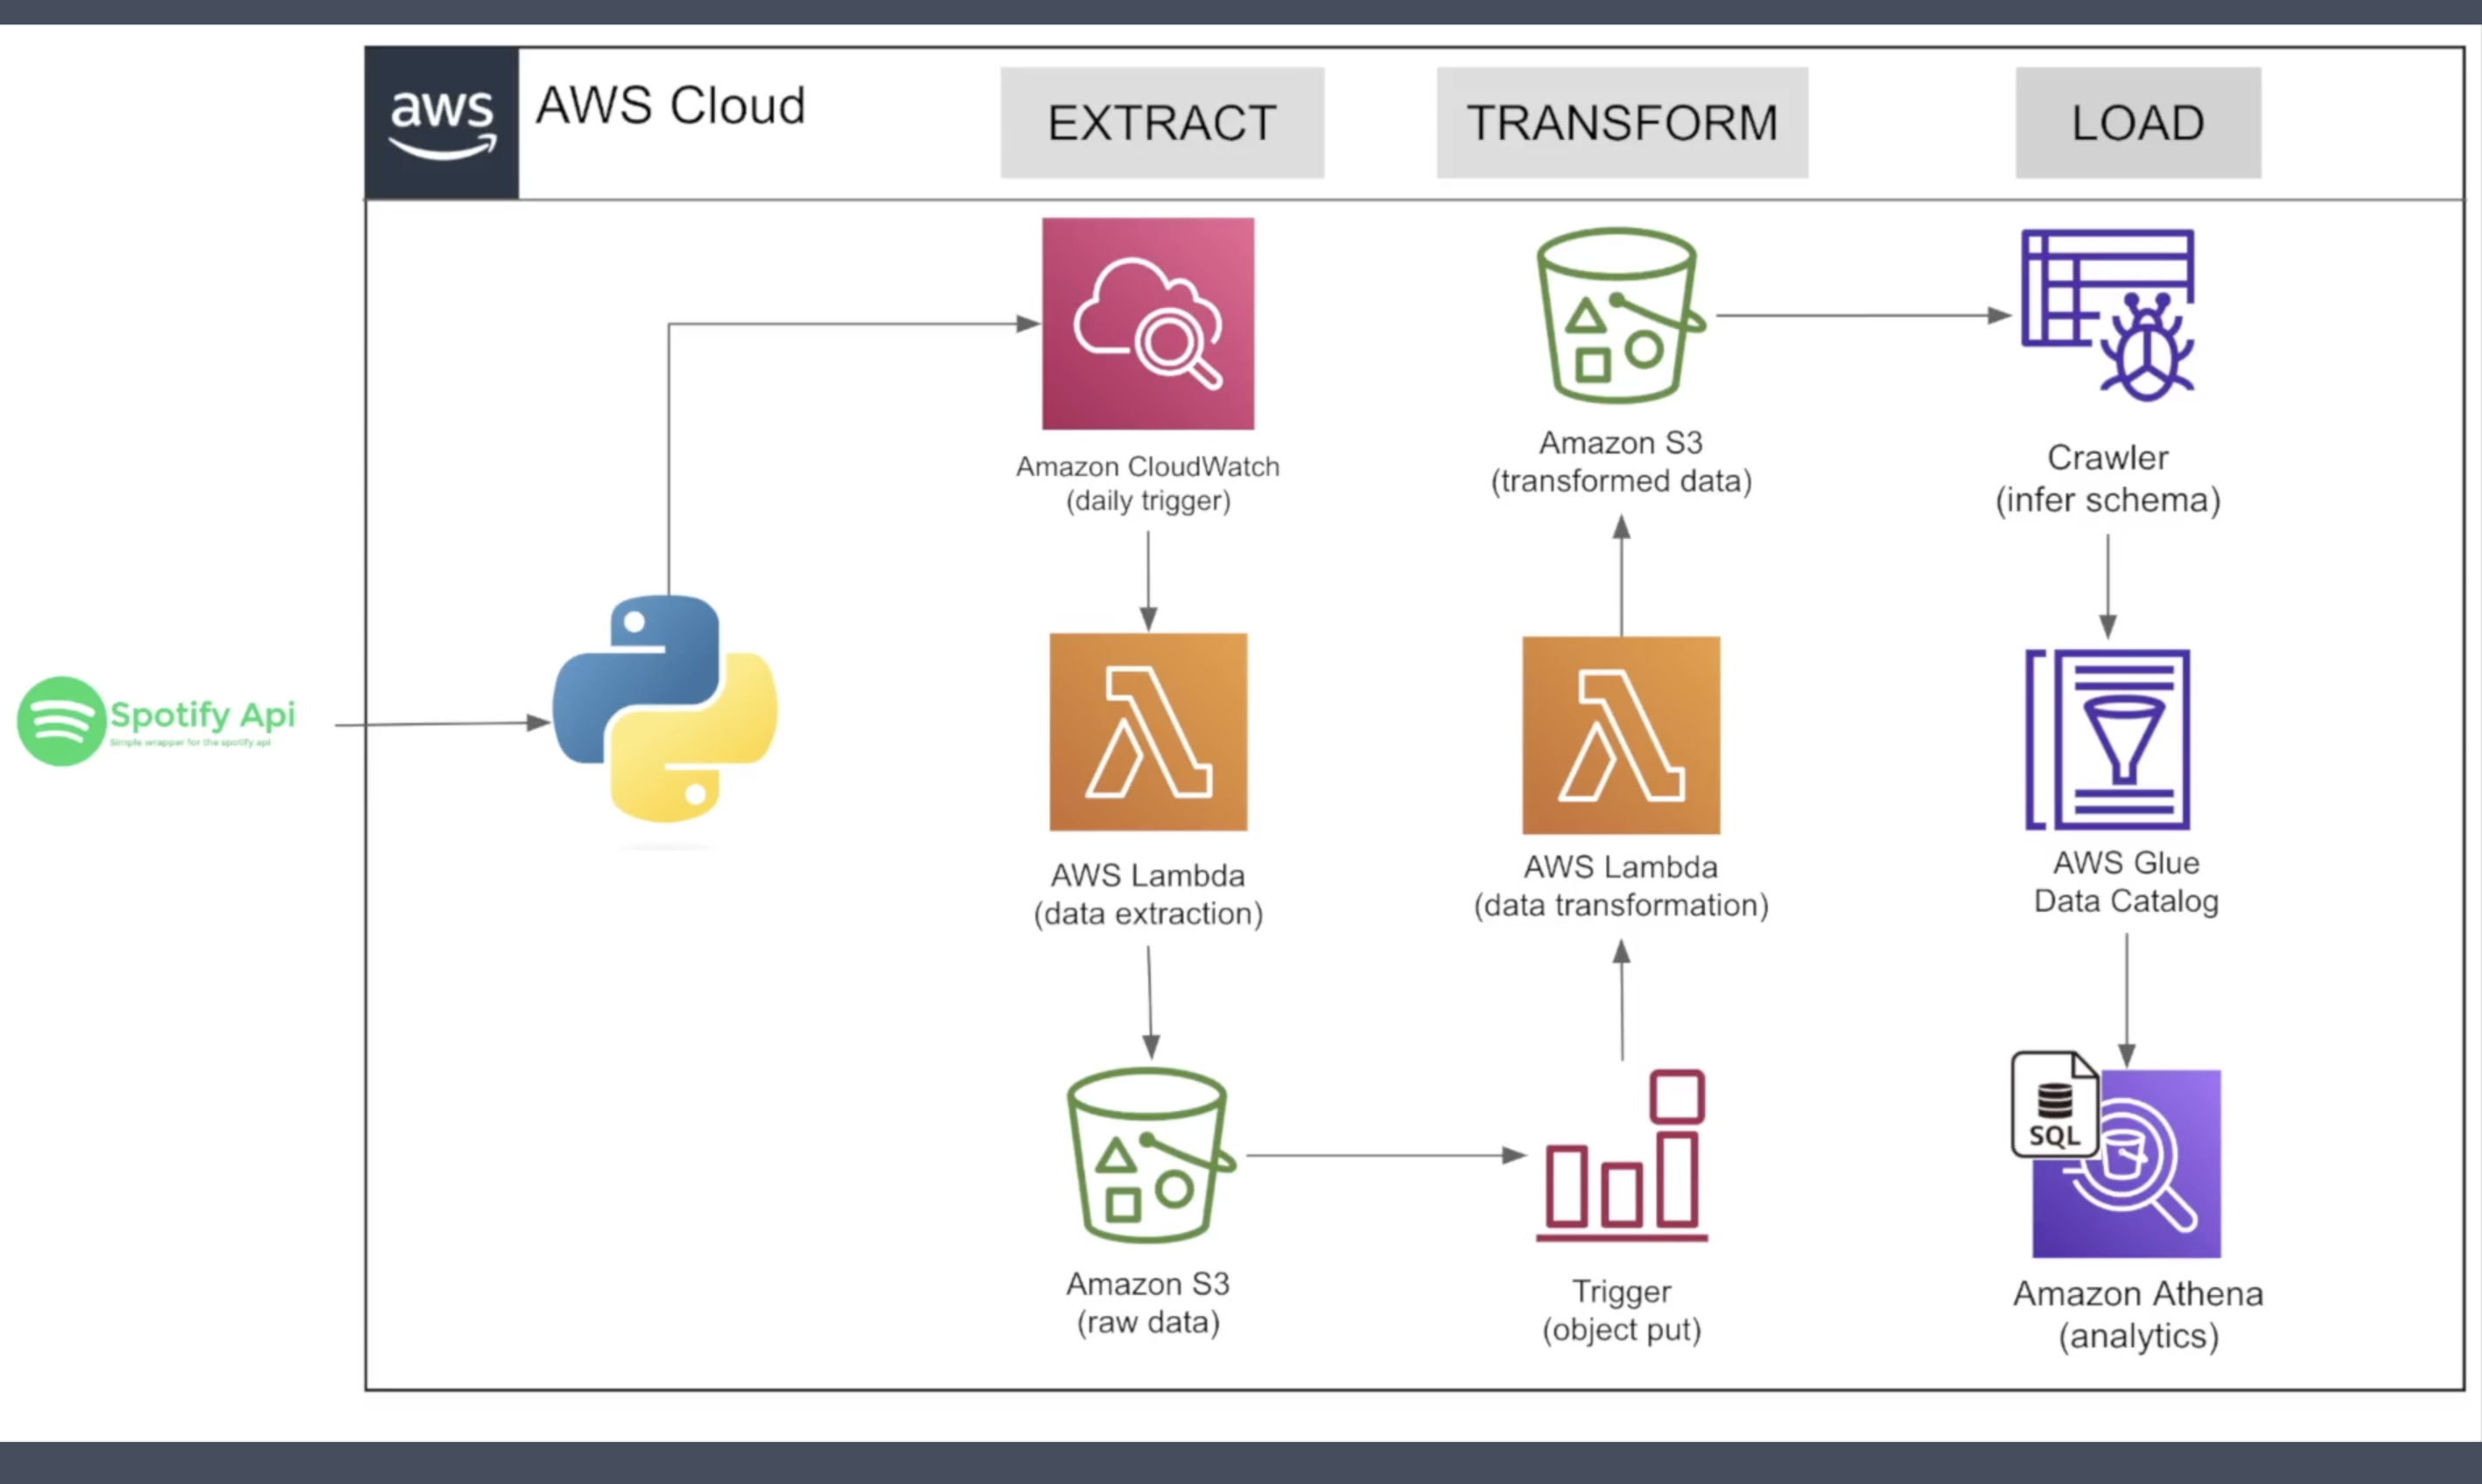 aws
AWS Cloud
EXTRACT
TRANSFORM
LOAD
Spotify Api
Simple wrapper for the spotify api
Amazon CloudWatch
(daily trigger)
AWS Lambda
(data extraction)
Amazon S3
(raw data)
Amazon S3
(transformed data)
AWS Lambda
(data transformation)
Trigger
(object put)
Crawler
(infer schema)
AWS Glue
Data Catalog
SQL
Amazon Athena
(analytics)